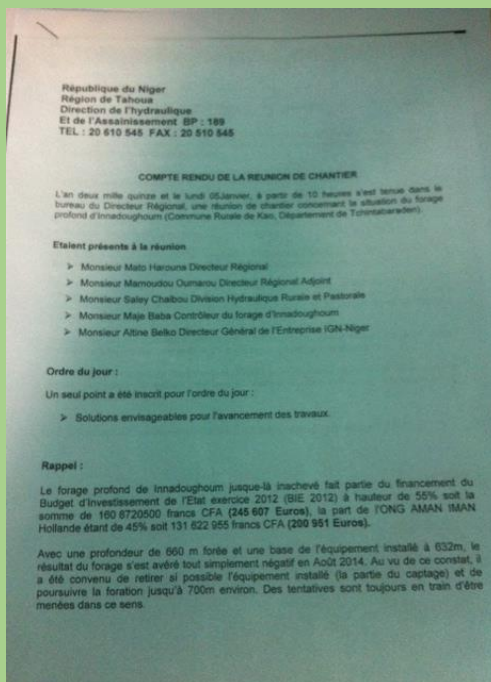 République du Niger
Région de Tahoua
Direction de l'hydraulique
Et de l'Assainissement BP : 189
TEL : 20 610 545 FAX : 20 510 545
COMPTE RENDU DE LA REUNION DE CHANTIER
L'an deux mille quinze et le lundi 05Janvier, à partir de 10 heures s'est tenue dans le
bureau du Directeur Régional, une réunion de chantier concernant la situation du forage
profond d'Innadoughoum (Commune Rurale de Kao, Département de Tchintabaraden).
Etaient présents à la réunion
➢ Monsieur Mato Harouna Directeur Régional
➢ Monsieur Mamoudou Oumarou Directeur Régional Adjoint
➢ Monsieur Saley Chaibou Division Hydraulique Rurale et Pastorale
➢ Monsieur Maje Baba Contrôleur du forage d'Innadoughoum
➢ Monsieur Altine Belko Directeur Général de l'Entreprise IGN-Niger
Ordre du jour :
Un seul point a été inscrit pour l'ordre du jour :
➢ Solutions envisageables pour l'avancement des travaux.
Rappel :
Le forage profond de Innadoughoum jusque-là inachevé fait partie du financement du
Budget d'Investissement de l'Etat exercice 2012 (BIE 2012) à hauteur de 55% soit la
somme de 160 8720500 francs CFA (245 607 Euros), la part de l'ONG AMAN IMAN
Hollande étant de 45% soit 131 622 955 francs CFA (200 951 Euros).
Avec une profondeur de 660 m forée et une base de l'équipement installé à 632m, le
résultat du forage s'est avéré tout simplement négatif en Août 2014. Au vu de ce constat, il
a été convenu de retirer si possible l'équipement installé (la partie du captage) et de
poursuivre la foration jusqu'à 700m environ. Des tentatives sont toujours en train d'être
menées dans ce sens.